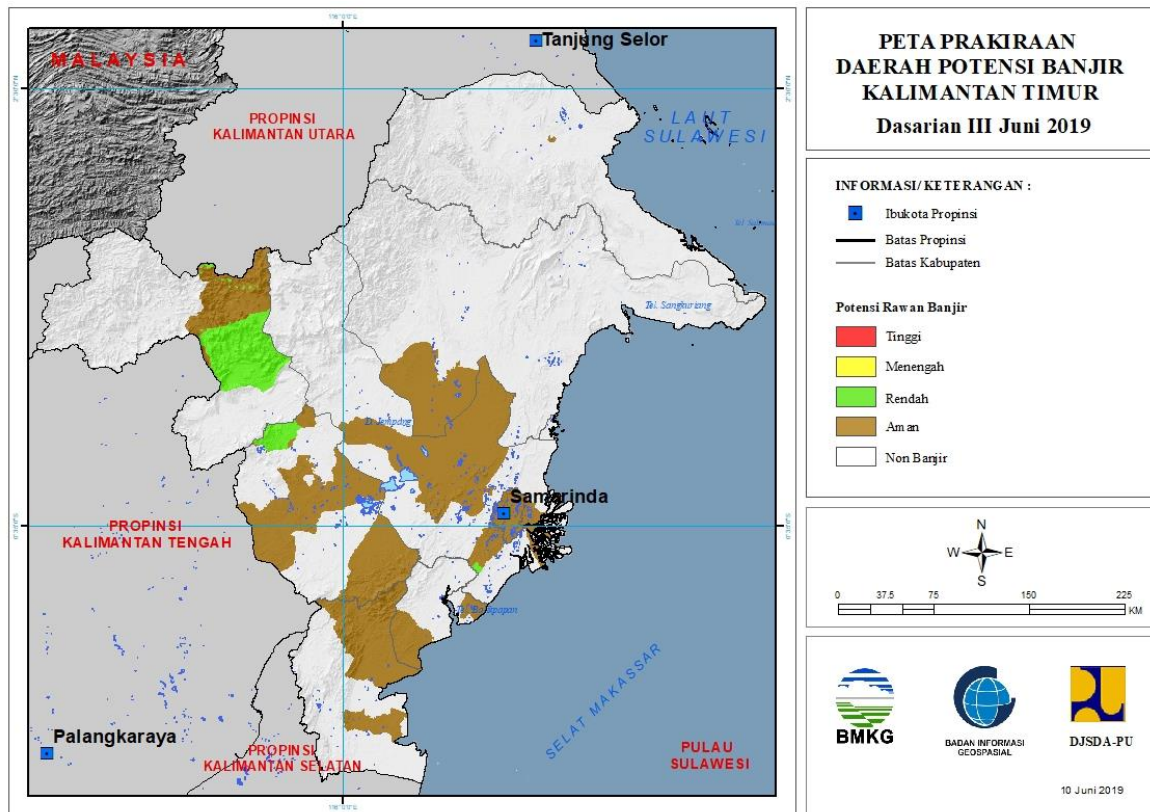 PETA PRAKIRAAN
DAERAH POTENSI BANJIR
KALIMANTAN TIMUR
Dasarian III Juni 2019
INFORMASI/ KETERANGAN :
Ibukota Propinsi
Batas Propinsi
Batas Kabupaten
Potensi Rawan Banjir
Tinggi
Menengah
Rendah
Aman
Non Banjir
N
W E
S
0 37.5 75 150 225
KM
BMKG
BADAN INFORMASI
GEOSPASIAL
DJSDA-PU
10 Juni 2019
MALAYSIA
Tanjung Selor
PROPINSI
KALIMANTAN UTARA
LAUT
SULAWESI
Tel. Sangkuriang
Samarinda
PROPINSI
KALIMANTAN TENGAH
SELAT MAKASSAR
Palangkaraya
PROPINSI
KALIMANTAN SELATAN
PULAU
SULAWESI